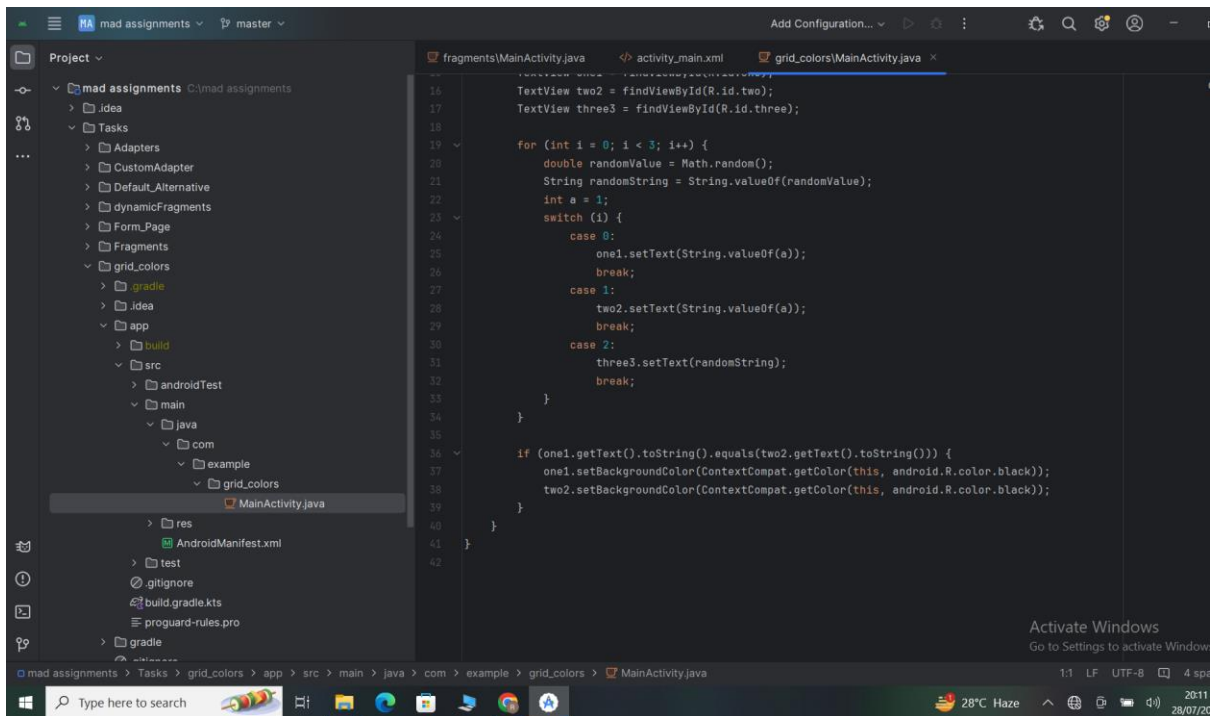 MA mad assignments master Add Configuration...
Project
fragments\MainActivity.java activity_main.xml grid_colors\MainActivity.java
mad assignments C:\mad assignments
.idea
Tasks
Adapters
CustomAdapter
Default_Alternative
dynamicFragments
Form_Page
Fragments
grid_colors
.gradle
.idea
app
build
src
androidTest
main
java
com
example
grid_colors
MainActivity.java
res
AndroidManifest.xml
test
.gitignore
build.gradle.kts
proguard-rules.pro
gradle
16 TextView two2 = findViewById(R.id.two);
17 TextView three3 = findViewById(R.id.three);
18
19 for (int i = 0; i < 3; i++) {
20 double randomValue = Math.random();
21 String randomString = String.valueOf(randomValue);
22 int a = 1;
23 switch (i) {
24 case 0:
25 one1.setText(String.valueOf(a));
26 break;
27 case 1:
28 two2.setText(String.valueOf(a));
29 break;
30 case 2:
31 three3.setText(randomString);
32 break;
33 }
34 }
35
36 if (one1.getText().toString().equals(two2.getText().toString())) {
37 one1.setBackgroundColor(ContextCompat.getColor(this, android.R.color.black));
38 two2.setBackgroundColor(ContextCompat.getColor(this, android.R.color.black));
39 }
40 }
41 }
42
Activate Windows
Go to Settings to activate Window
mad assignments > Tasks > grid_colors > app > src > main > java > com > example > grid_colors > MainActivity.java 1:1 LF UTF-8 4 spa
Type here to search 28°C Haze 20:11
28/07/20